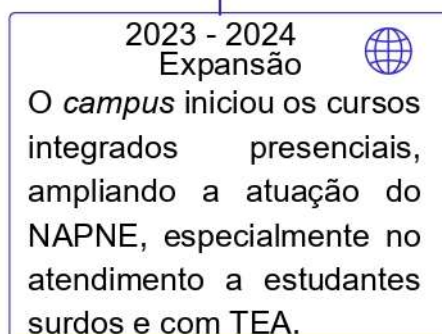 2023 - 2024
Expansão
O campus iniciou os cursos
integrados presenciais,
ampliando a atuação do
NAPNE, especialmente no
atendimento a estudantes
surdos e com TEA.